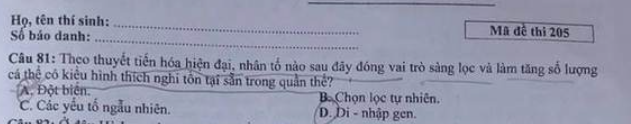 Họ, tên thí sinh:
Số báo danh:
Mã đề thi 205
Câu 81: Theo thuyết tiến hóa hiện đại, nhân tố nào sau đây đóng vai trò sàng lọc và làm tăng số lượng
cá thể có kiểu hình thích nghi tồn tại sẵn trong quần thể?
A. Đột biến.
B. Chọn lọc tự nhiên.
C. Các yếu tố ngẫu nhiên.
D. Di - nhập gen.